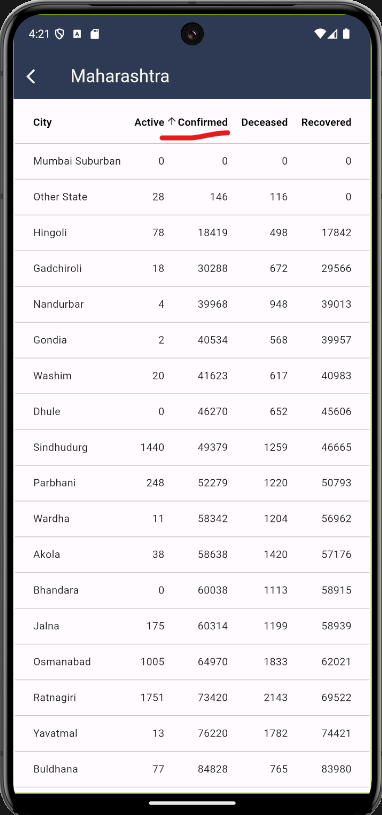 4:21
Maharashtra
City Active ↑ Confirmed Deceased Recovered
Mumbai Suburban 0 0 0 0
Other State 28 146 116 0
Hingoli 78 18419 498 17842
Gadchiroli 18 30288 672 29566
Nandurbar 4 39968 948 39013
Gondia 2 40534 568 39957
Washim 20 41623 617 40983
Dhule 0 46270 652 45606
Sindhudurg 1440 49379 1259 46665
Parbhani 248 52279 1220 50793
Wardha 11 58342 1204 56962
Akola 38 58638 1420 57176
Bhandara 0 60038 1113 58915
Jalna 175 60314 1199 58939
Osmanabad 1005 64970 1833 62021
Ratnagiri 1751 73420 2143 69522
Yavatmal 13 76220 1782 74421
Buldhana 77 84828 765 83980